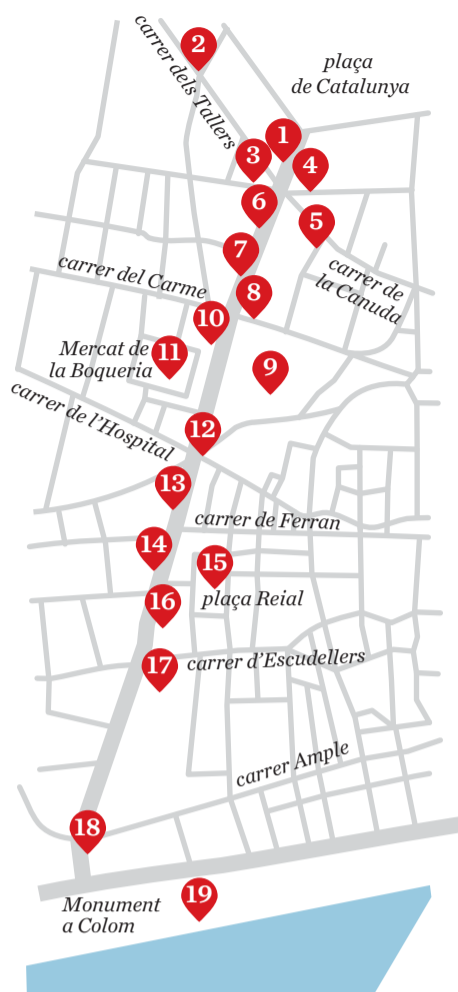 2
carrer dels Tallers
plaça
de Catalunya
1
3
4
6
5
7
carrer de
la Canuda
carrer del Carme
8
10
Mercat de
la Boqueria
11
9
carrer de l'Hospital
12
13
carrer de Ferran
14
15
16
plaça Reial
17
carrer d'Escudellers
carrer Ample
18
19
Monument
a Colom